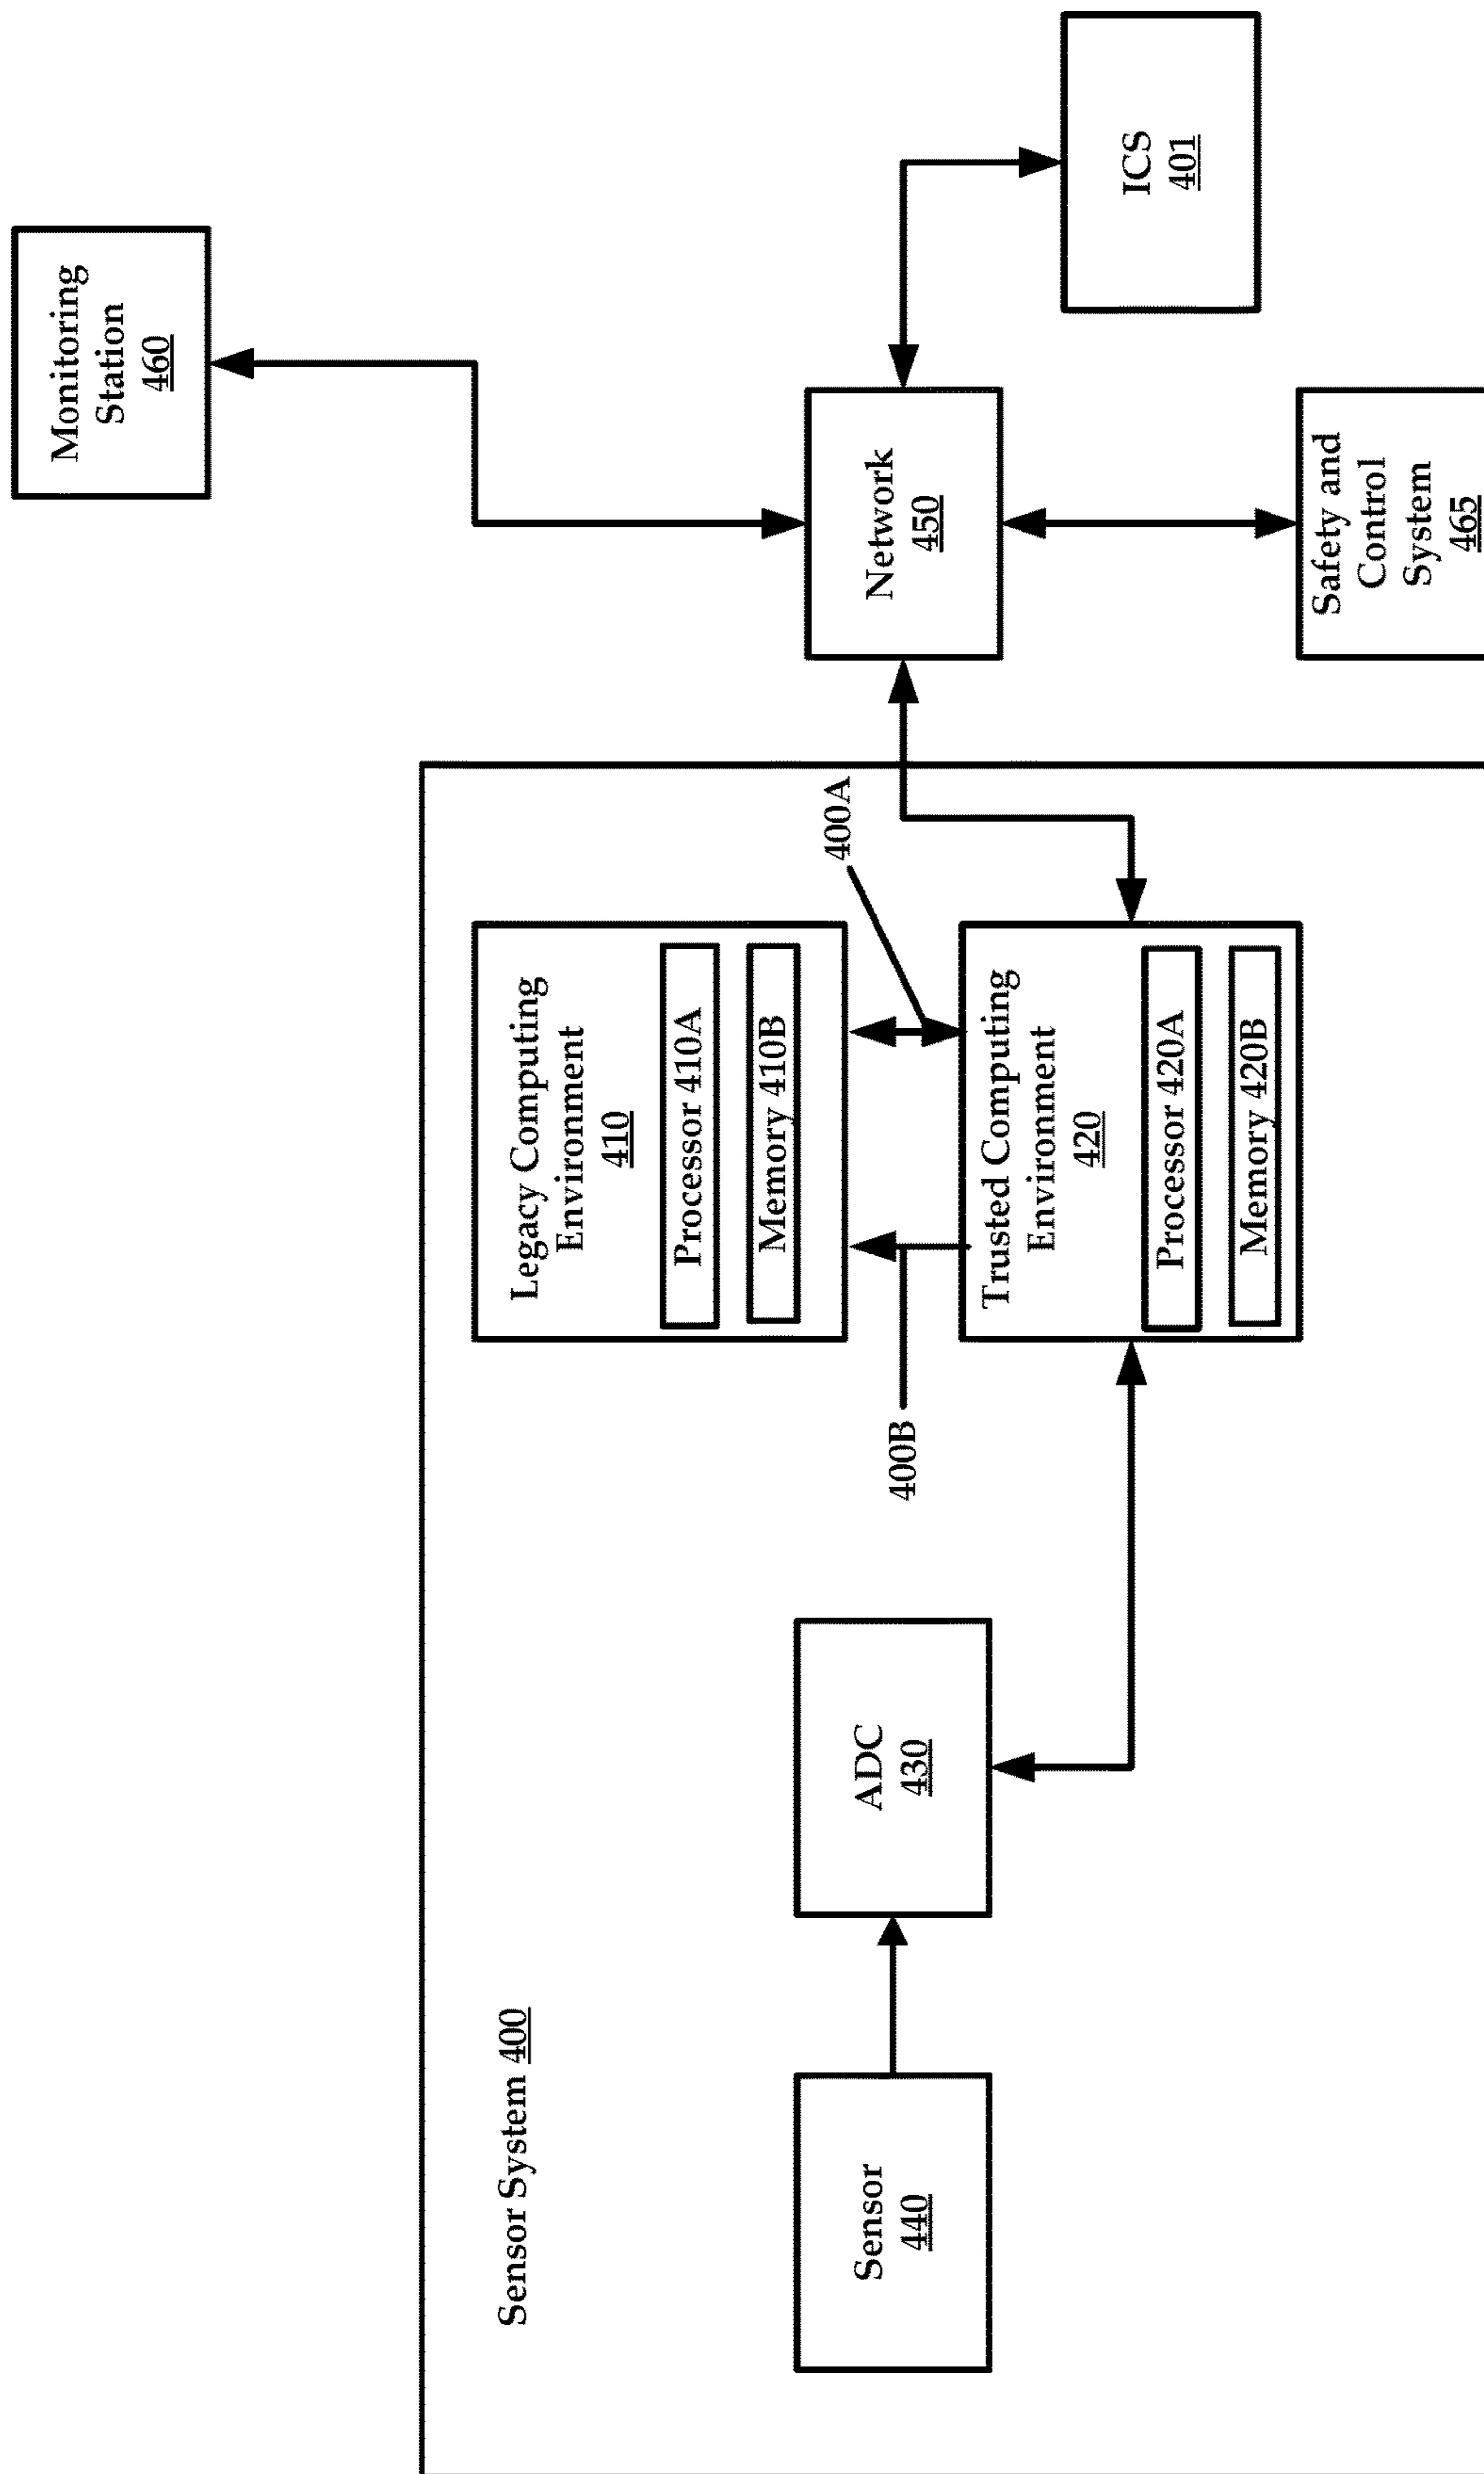 Sensor System 400
Sensor
440
ADC
430
400B
Legacy Computing
Environment
410
Processor 410A
Memory 410B
400A
Trusted Computing
Environment
420
Processor 420A
Memory 420B
Monitoring
Station
460
Network
450
Safety and
Control
System
465
ICS
401